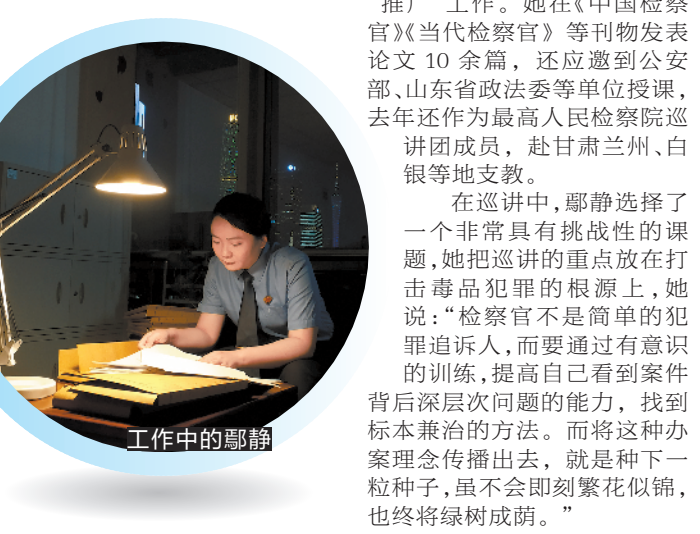 推广 工作。她在《中国检察
官》《当代检察官》等刊物发表
论文 10 余篇，还应邀到公安
部、山东省政法委等单位授课，
去年还作为最高人民检察院巡
讲团成员，赴甘肃兰州、白
银等地支教。
在巡讲中，鄢静选择了
一个非常具有挑战性的课
题，她把巡讲的重点放在打
击毒品犯罪的根源上，她
说：“检察官不是简单的犯
罪追诉人，而要通过有意识
的训练，提高自己看到案件
背后深层次问题的能力，找到
标本兼治的方法。而将这种办
案理念传播出去，就是种下一
粒种子，虽不会即刻繁花似锦，
也终将绿树成荫。”
工作中的鄢静